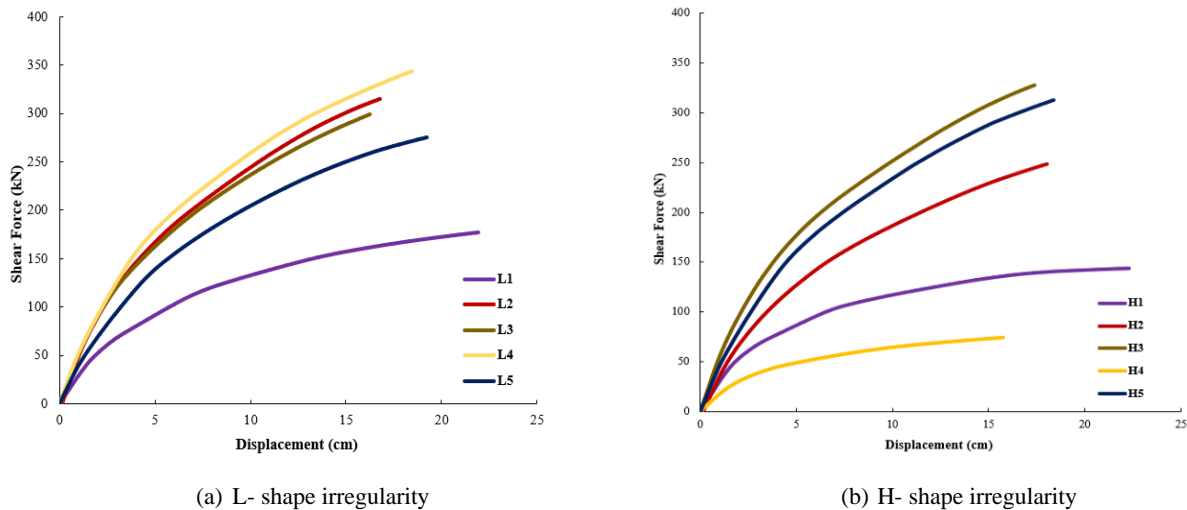 400
350
300
250
200
150
100
50
0
Shear Force (kN)
0 5 10 15 20 25
Displacement (cm)
L1
L2
L3
L4
L5
(a) L- shape irregularity
400
350
300
250
200
150
100
50
0
Shear Force (kN)
0 5 10 15 20 25
Displacement (cm)
H1
H2
H3
H4
H5
(b) H- shape irregularity